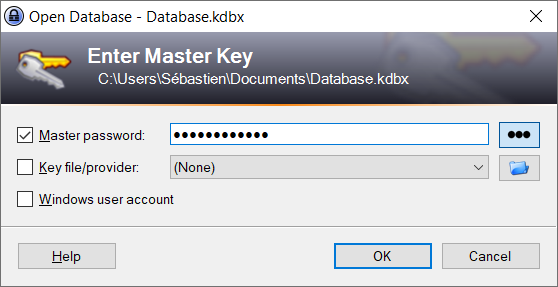 Open Database - Database.kdbx
Enter Master Key
C:\Users\Sébastien\Documents\Database.kdbx
Master password: ●●●●●●●●●●●● ●●●
Key file/provider: (None)
Windows user account
Help OK Cancel